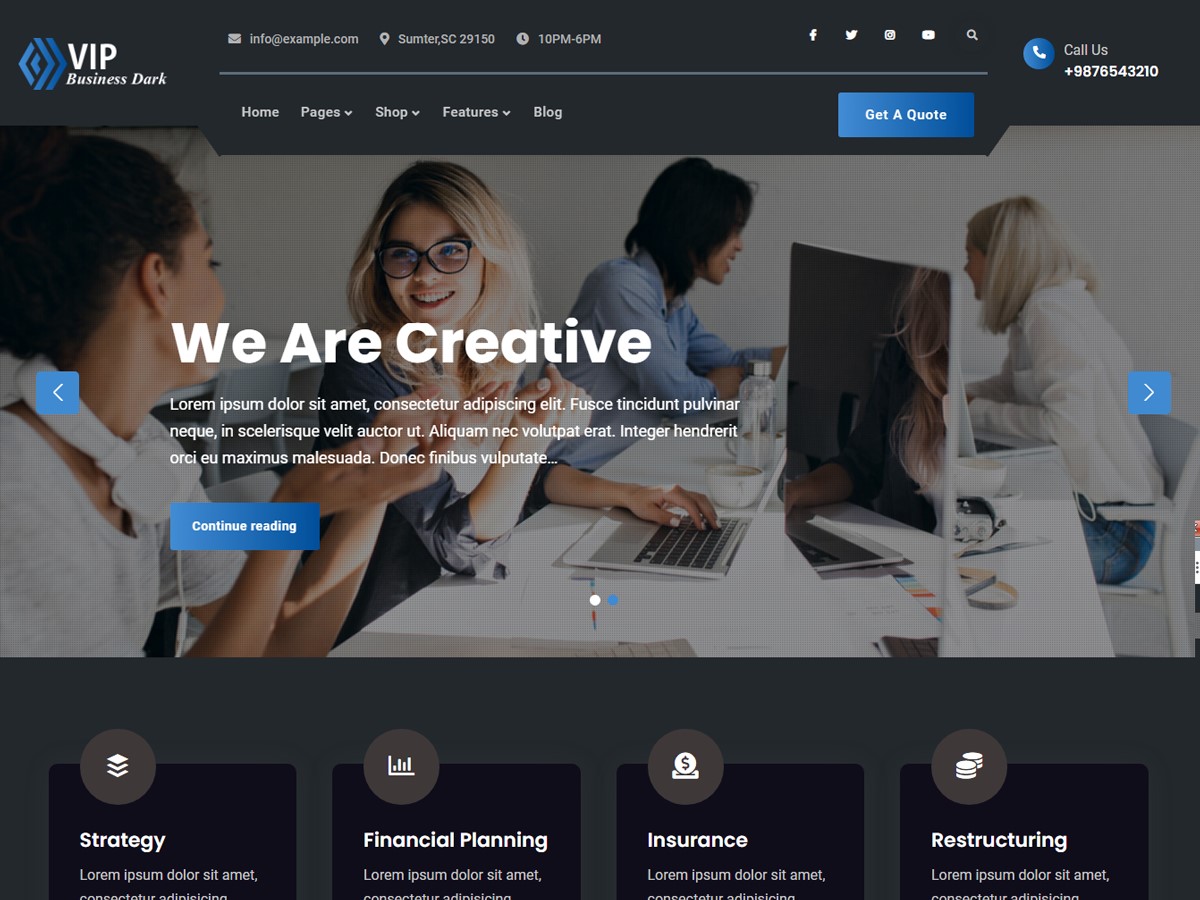 VIP
Business Dark
info@example.com
Sumter,SC 29150
10PM-6PM
Call Us
+9876543210
Home
Pages
Shop
Features
Blog
Get A Quote
We Are Creative
Lorem ipsum dolor sit amet, consectetur adipiscing elit. Fusce tincidunt pulvinar
neque, in scelerisque velit auctor ut. Aliquam nec volutpat erat. Integer hendrerit
orci eu maximus malesuada. Donec finibus vulputate...
Continue reading
Strategy
Lorem ipsum dolor sit amet,
consectetur adipisicing
Financial Planning
Lorem ipsum dolor sit amet,
consectetur adipisicing
Insurance
Lorem ipsum dolor sit amet,
consectetur adipisicing
Restructuring
Lorem ipsum dolor sit amet,
consectetur adipisicing